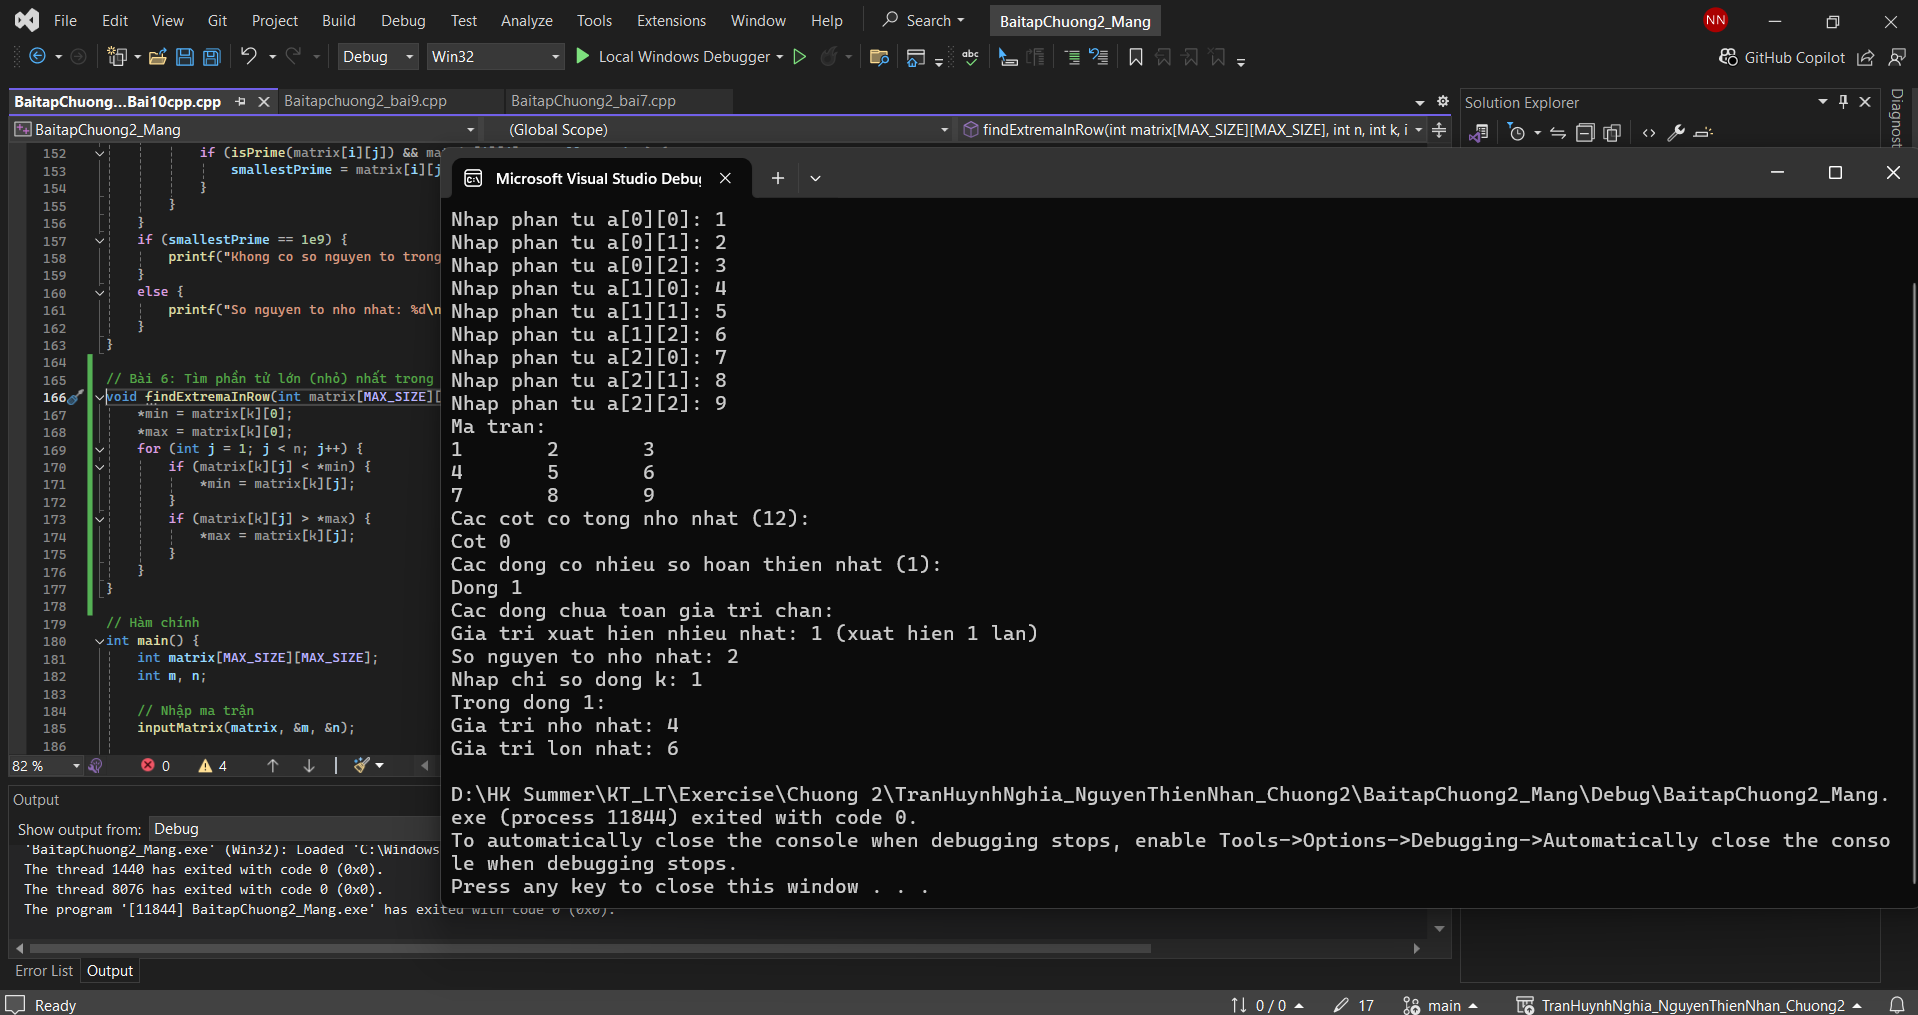 File Edit View Git Project Build Debug Test Analyze Tools Extensions Window Help Search BaitapChuong2_Mang NN
Debug Win32 Local Windows Debugger GitHub Copilot
BaitapChuong...Bai10cpp.cpp Baitapchuong2_bai9.cpp BaitapChuong2_bai7.cpp
Solution Explorer
Diagnost
BaitapChuong2_Mang (Global Scope) findExtremaInRow(int matrix[MAX_SIZE][MAX_SIZE], int n, int k, i
152 if (isPrime(matrix[i][j]) && ma
153 smallestPrime = matrix[i][j
154 }
155 }
156 }
157 if (smallestPrime == 1e9) {
158 printf("Khong co so nguyen to trong
159 }
160 else {
161 printf("So nguyen to nho nhat: %d\n
162 }
163 }
164
165 // Bài 6: Tìm phần tử lớn (nhỏ) nhất trong
166 void findExtremaInRow(int matrix[MAX_SIZE][
167 *min = matrix[k][0];
168 *max = matrix[k][0];
169 for (int j = 1; j < n; j++) {
170 if (matrix[k][j] < *min) {
171 *min = matrix[k][j];
172 }
173 if (matrix[k][j] > *max) {
174 *max = matrix[k][j];
175 }
176 }
177 }
178
179 // Hàm chính
180 int main() {
181 int matrix[MAX_SIZE][MAX_SIZE];
182 int m, n;
183
184 // Nhập ma trận
185 inputMatrix(matrix, &m, &n);
186
82 % 0 4
Output
Show output from: Debug
'BaitapChuong2_Mang.exe' (Win32): Loaded 'C:\Windows
The thread 1440 has exited with code 0 (0x0).
The thread 8076 has exited with code 0 (0x0).
The program '[11844] BaitapChuong2_Mang.exe' has exited with code 0 (0x0).
Error List Output
Microsoft Visual Studio Debu
Nhap phan tu a[0][0]: 1
Nhap phan tu a[0][1]: 2
Nhap phan tu a[0][2]: 3
Nhap phan tu a[1][0]: 4
Nhap phan tu a[1][1]: 5
Nhap phan tu a[1][2]: 6
Nhap phan tu a[2][0]: 7
Nhap phan tu a[2][1]: 8
Nhap phan tu a[2][2]: 9
Ma tran:
1 2 3
4 5 6
7 8 9
Cac cot co tong nho nhat (12):
Cot 0
Cac dong co nhieu so hoan thien nhat (1):
Dong 1
Cac dong chua toan gia tri chan:
Gia tri xuat hien nhieu nhat: 1 (xuat hien 1 lan)
So nguyen to nho nhat: 2
Nhap chi so dong k: 1
Trong dong 1:
Gia tri nho nhat: 4
Gia tri lon nhat: 6
D:\HK Summer\KT_LT\Exercise\Chuong 2\TranHuynhNghia_NguyenThienNhan_Chuong2\BaitapChuong2_Mang\Debug\BaitapChuong2_Mang.
exe (process 11844) exited with code 0.
To automatically close the console when debugging stops, enable Tools->Options->Debugging->Automatically close the conso
le when debugging stops.
Press any key to close this window . . .
Ready 0 / 0 17 main TranHuynhNghia_NguyenThienNhan_Chuong2